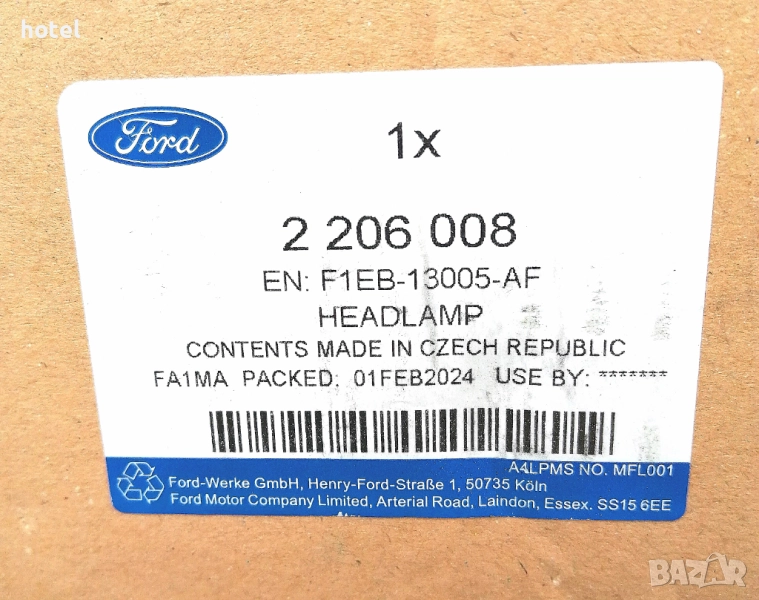 hotel
Ford
1x
2 206 008
EN: F1EB-13005-AF
HEADLAMP
CONTENTS MADE IN CZECH REPUBLIC
FA1MA PACKED: 01FEB2024 USE BY: *******
A4LPMS NO. MFL001
Ford-Werke GmbH, Henry-Ford-Straße 1, 50735 Köln
Ford Motor Company Limited, Arterial Road, Laindon, Essex. SS15 6EE
BAZAR